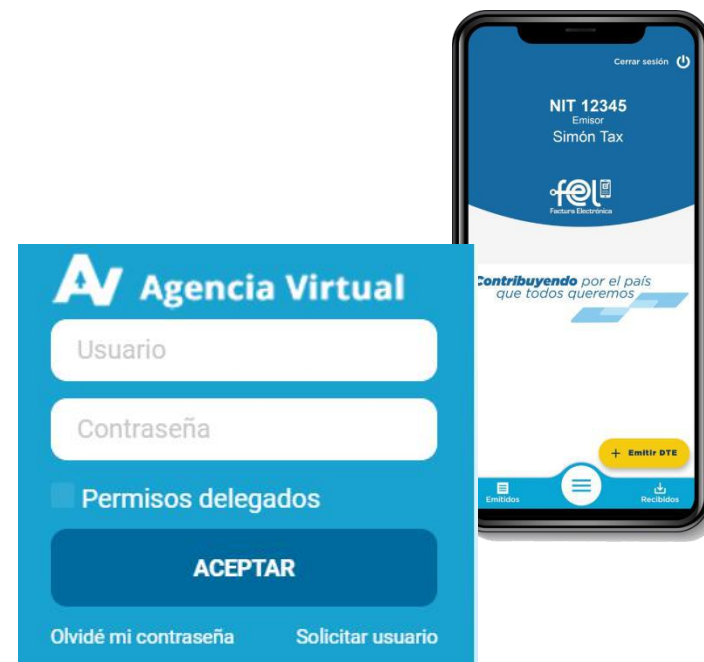 Cerrar sesión
NIT 12345
Emisor
Simón Tax
fel
Factura Electrónica
Contribuyendo por el país
que todos queremos
+ Emitir DTE
Emitidos
Recibidos
AV Agencia Virtual
Usuario
Contraseña
Permisos delegados
ACEPTAR
Olvidé mi contraseña
Solicitar usuario